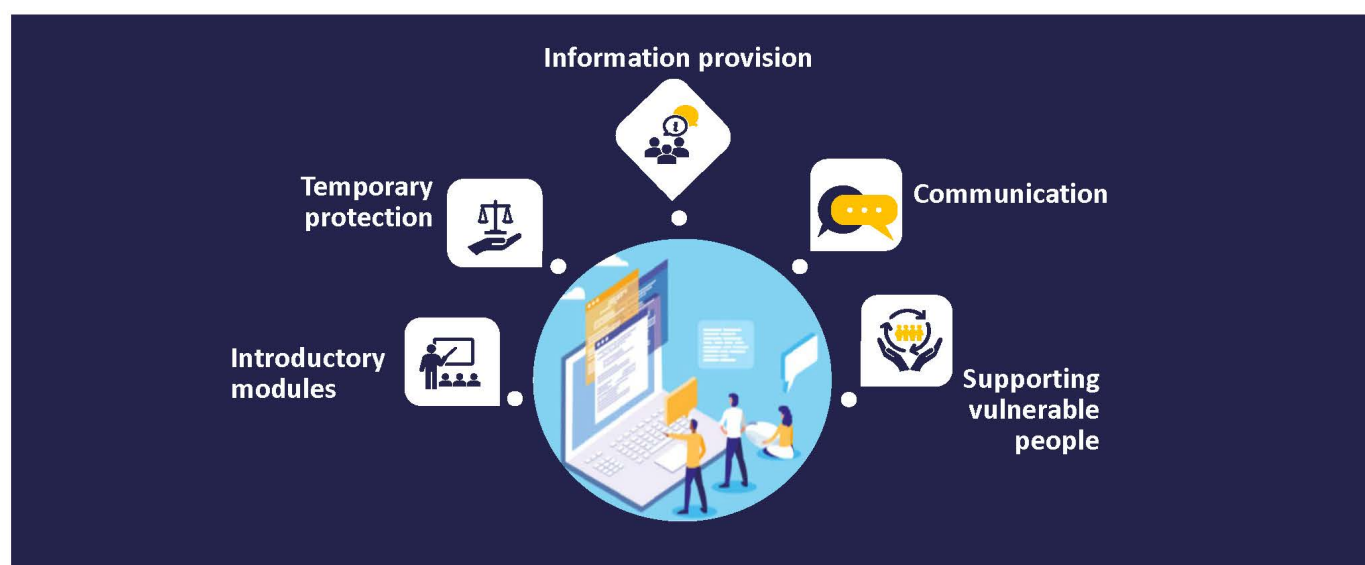 Information provision
Temporary
protection
Communication
Introductory
modules
Supporting
vulnerable
people